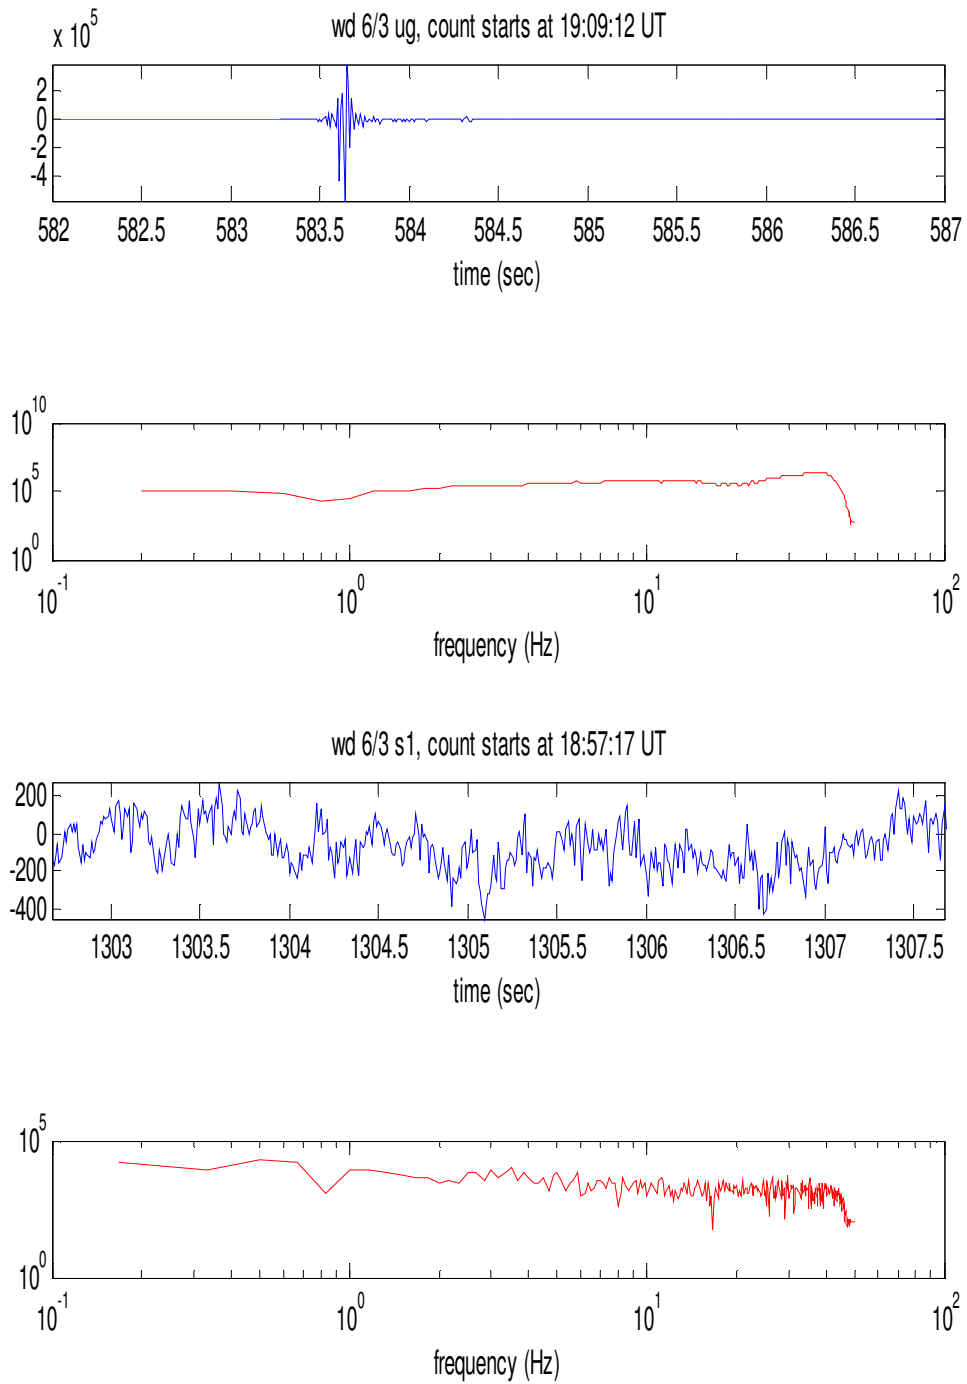 x 10^5
wd 6/3 ug, count starts at 19:09:12 UT
2
0
-2
-4
582 582.5 583 583.5 584 584.5 585 585.5 586 586.5 587
time (sec)
10^10
10^5
10^0
10^-1 10^0 10^1 10^2
frequency (Hz)
wd 6/3 s1, count starts at 18:57:17 UT
200
0
-200
-400
1303 1303.5 1304 1304.5 1305 1305.5 1306 1306.5 1307 1307.5
time (sec)
10^5
10^0
10^-1 10^0 10^1 10^2
frequency (Hz)